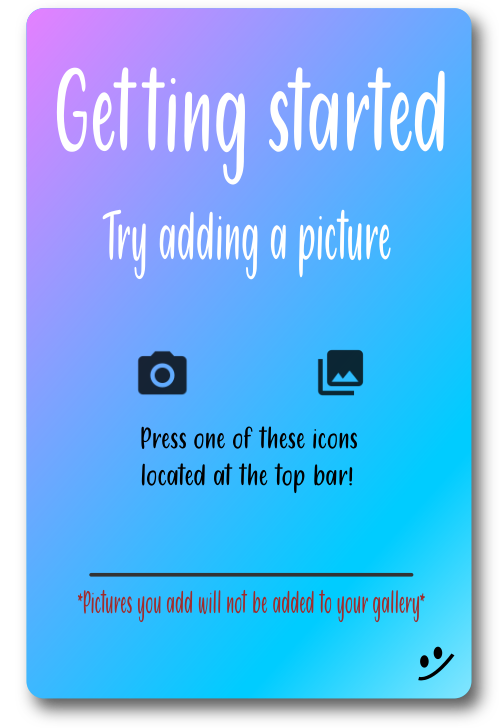 Getting started
Try adding a picture
Press one of these icons
located at the top bar!
*Pictures you add will not be added to your gallery*